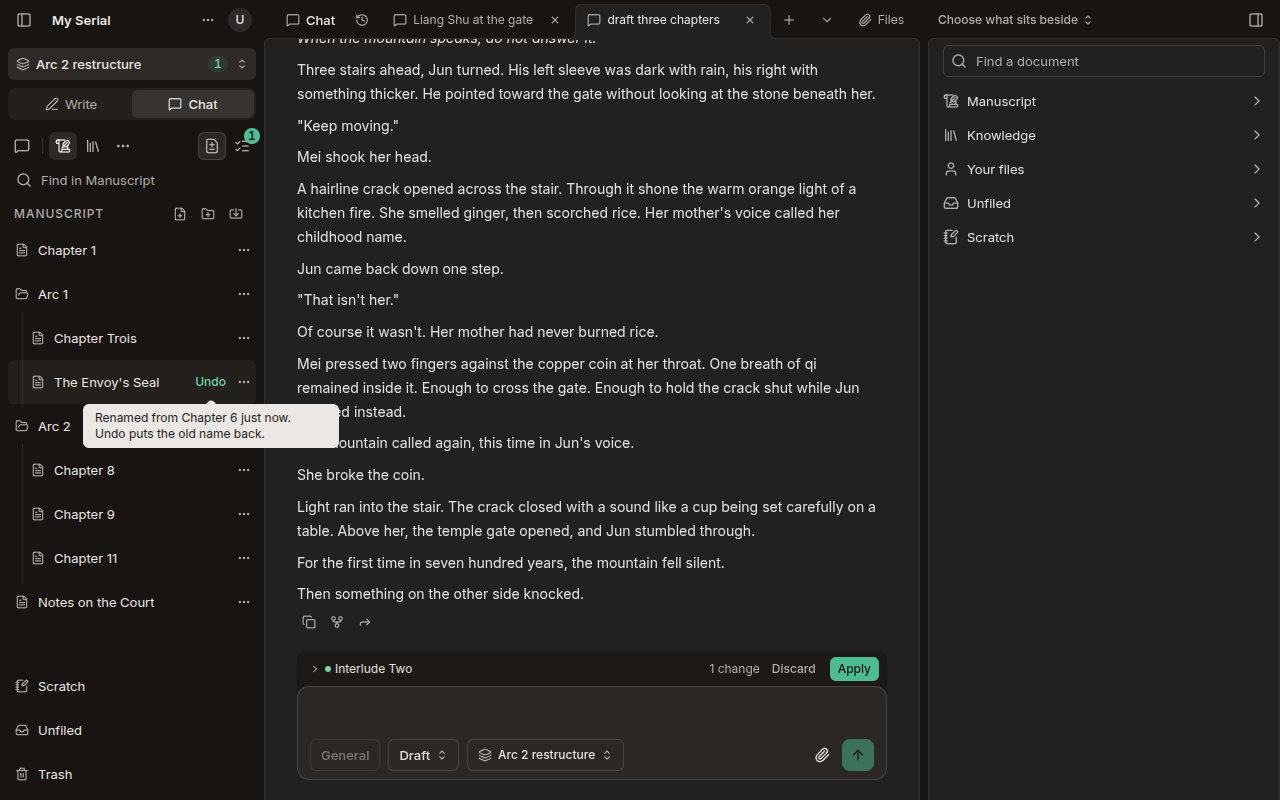 My Serial
U
Arc 2 restructure
1
Write
Chat
1
Find in Manuscript
MANUSCRIPT
Chapter 1
Arc 1
Chapter Trois
The Envoy's Seal
Undo
Renamed from Chapter 6 just now.
Undo puts the old name back.
Arc 2
Chapter 8
Chapter 9
Chapter 11
Notes on the Court
Scratch
Unfiled
Trash
Chat
Liang Shu at the gate
draft three chapters
Files
Choose what sits beside
When the mountain speaks, do not answer it.
Three stairs ahead, Jun turned. His left sleeve was dark with rain, his right with
something thicker. He pointed toward the gate without looking at the stone beneath her.
"Keep moving."
Mei shook her head.
A hairline crack opened across the stair. Through it shone the warm orange light of a
kitchen fire. She smelled ginger, then scorched rice. Her mother's voice called her
childhood name.
Jun came back down one step.
"That isn't her."
Of course it wasn't. Her mother had never burned rice.
Mei pressed two fingers against the copper coin at her throat. One breath of qi
remained inside it. Enough to cross the gate. Enough to hold the crack shut while Jun
instead.
called again, this time in Jun's voice.
She broke the coin.
Light ran into the stair. The crack closed with a sound like a cup being set carefully on a
table. Above her, the temple gate opened, and Jun stumbled through.
For the first time in seven hundred years, the mountain fell silent.
Then something on the other side knocked.
Interlude Two
1 change
Discard
Apply
General
Draft
Arc 2 restructure
Find a document
Manuscript
Knowledge
Your files
Unfiled
Scratch